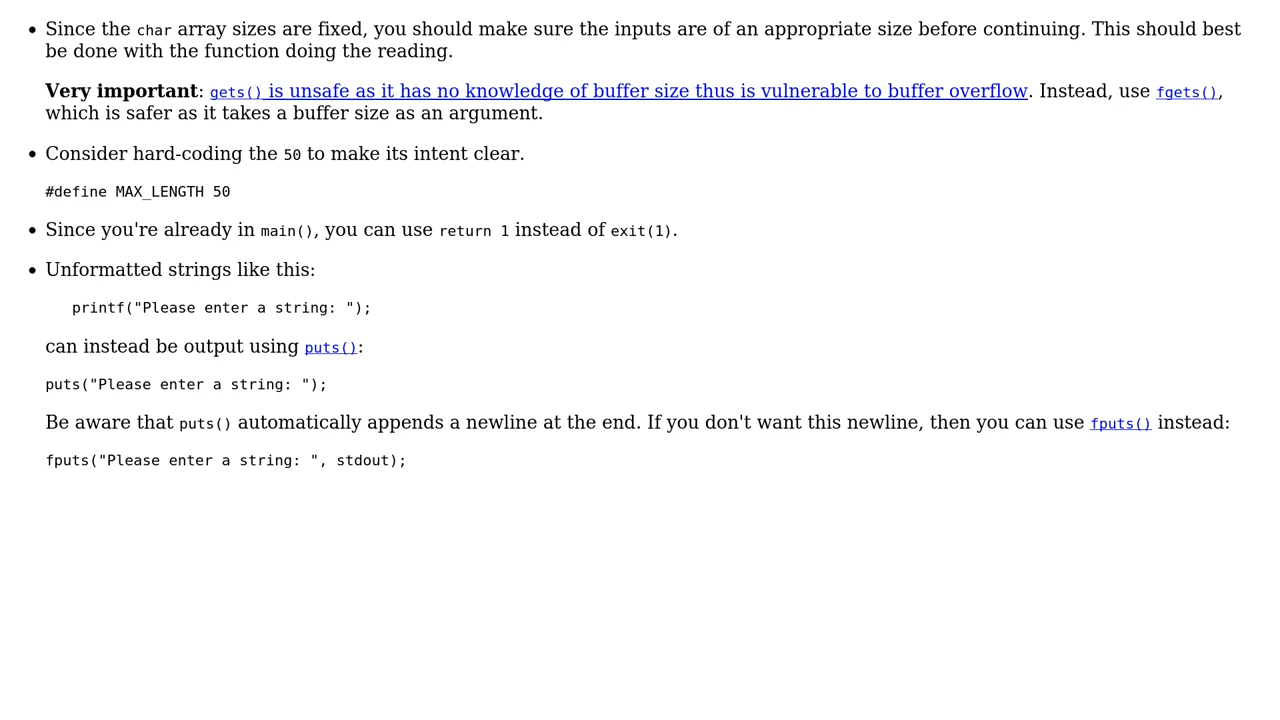 Since the char array sizes are fixed, you should make sure the inputs are of an appropriate size before continuing. This should best
be done with the function doing the reading.
Very important: gets() is unsafe as it has no knowledge of buffer size thus is vulnerable to buffer overflow. Instead, use fgets(),
which is safer as it takes a buffer size as an argument.
Consider hard-coding the 50 to make its intent clear.
#define MAX_LENGTH 50
Since you're already in main(), you can use return 1 instead of exit(1).
Unformatted strings like this:
printf("Please enter a string: ");
can instead be output using puts():
puts("Please enter a string: ");
Be aware that puts() automatically appends a newline at the end. If you don't want this newline, then you can use fputs() instead:
fputs("Please enter a string: ", stdout);